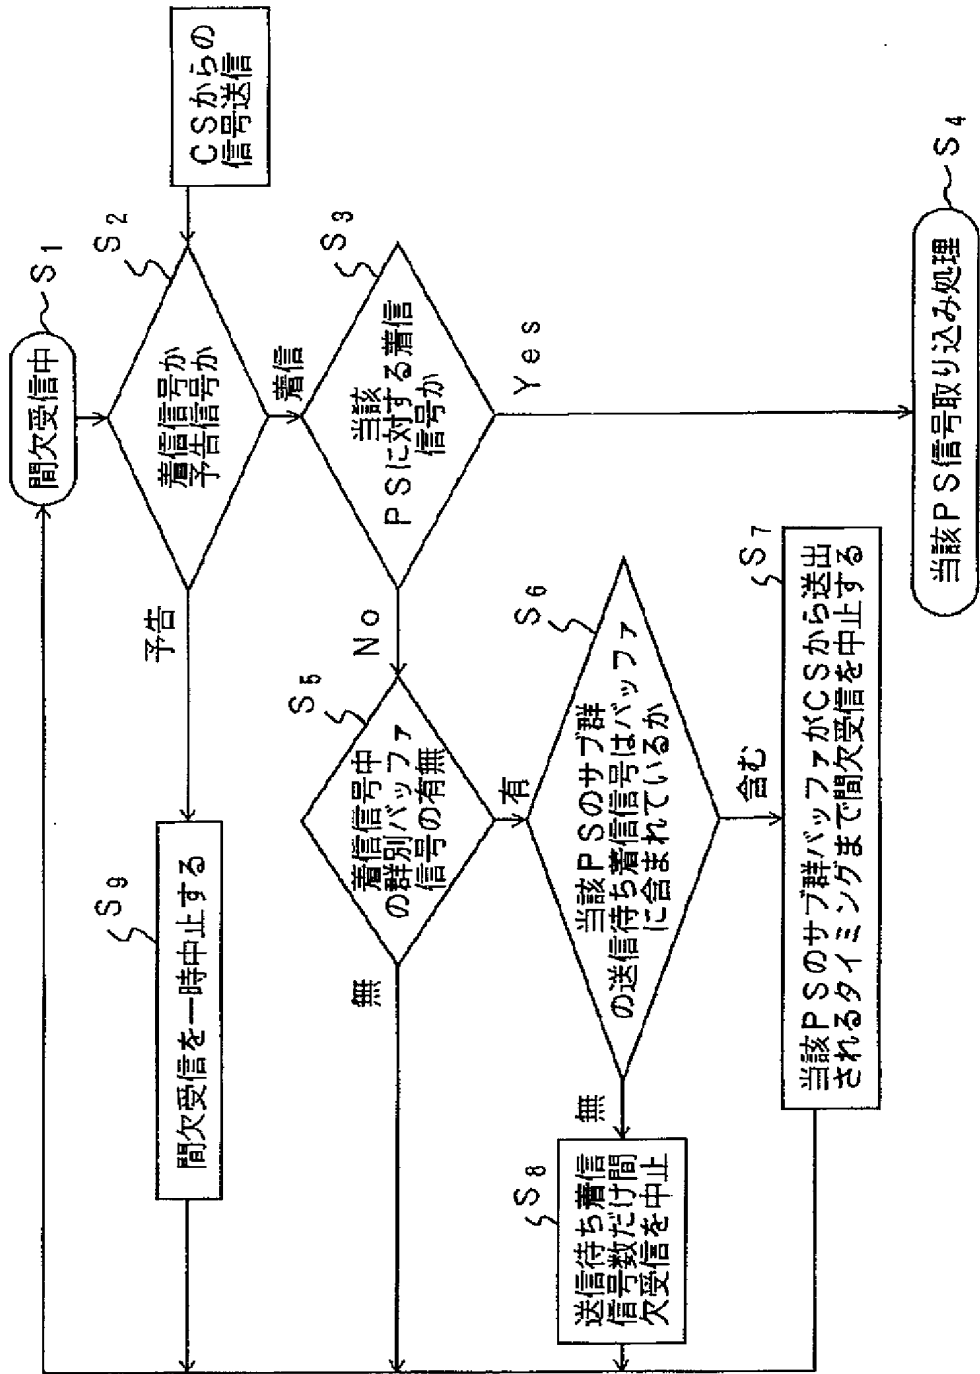 間欠受信中
S1
CSからの
信号送信
S2
着信信号か
予告信号か
予告
着信
S3
当該
PSに対する着信
信号か
Yes
No
S4
当該PS信号取り込み処理
S5
着信信号中
の群別バッファ
信号の有無
無
有
S6
当該PSのサブ群
の送信待ち着信信号はバッファ
に含まれているか
無
含む
S7
当該PSのサブ群バッファがCSから送出
されるタイミングまで間欠受信を中止する
S8
送信待ち着信
信号数だけ間
欠受信を中止
S9
間欠受信を一時中止する